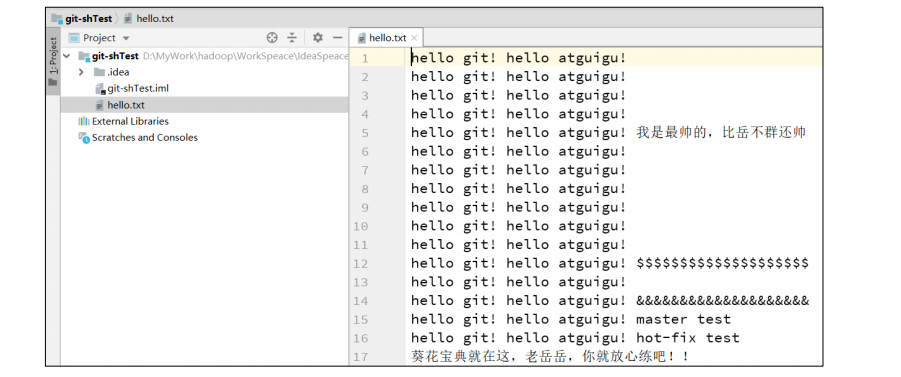 git-shTest hello.txt
1: Project
Project
hello.txt
git-shTest D:\MyWork\hadoop\WorkSpeace\IdeaSpeace
.idea
git-shTest.iml
hello.txt
External Libraries
Scratches and Consoles
1 hello git! hello atguigu!
2 hello git! hello atguigu!
3 hello git! hello atguigu!
4 hello git! hello atguigu!
5 hello git! hello atguigu! 我是最帅的，比岳不群还帅
6 hello git! hello atguigu!
7 hello git! hello atguigu!
8 hello git! hello atguigu!
9 hello git! hello atguigu!
10 hello git! hello atguigu!
11 hello git! hello atguigu!
12 hello git! hello atguigu! $$$$$$$$$$$$$$$$$$$$
13 hello git! hello atguigu!
14 hello git! hello atguigu! &&&&&&&&&&&&&&&&&&&&
15 hello git! hello atguigu! master test
16 hello git! hello atguigu! hot-fix test
17 葵花宝典就在这，老岳岳，你就放心练吧！！